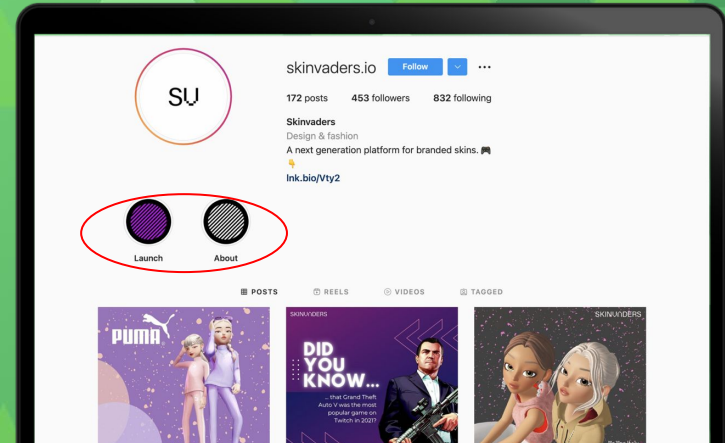 SV
skinvaders.io Follow
172 posts 453 followers 832 following
Skinvaders
Design & fashion
A next generation platform for branded skins. 🎮
👇
lnk.bio/Vty2
Launch About
POSTS REELS VIDEOS TAGGED
PUMA
SKINVADERS
DID
YOU
KNOW...
... that Grand Theft
Auto V was the most
popular game on
Twitch in 2021?
SKINVADERS